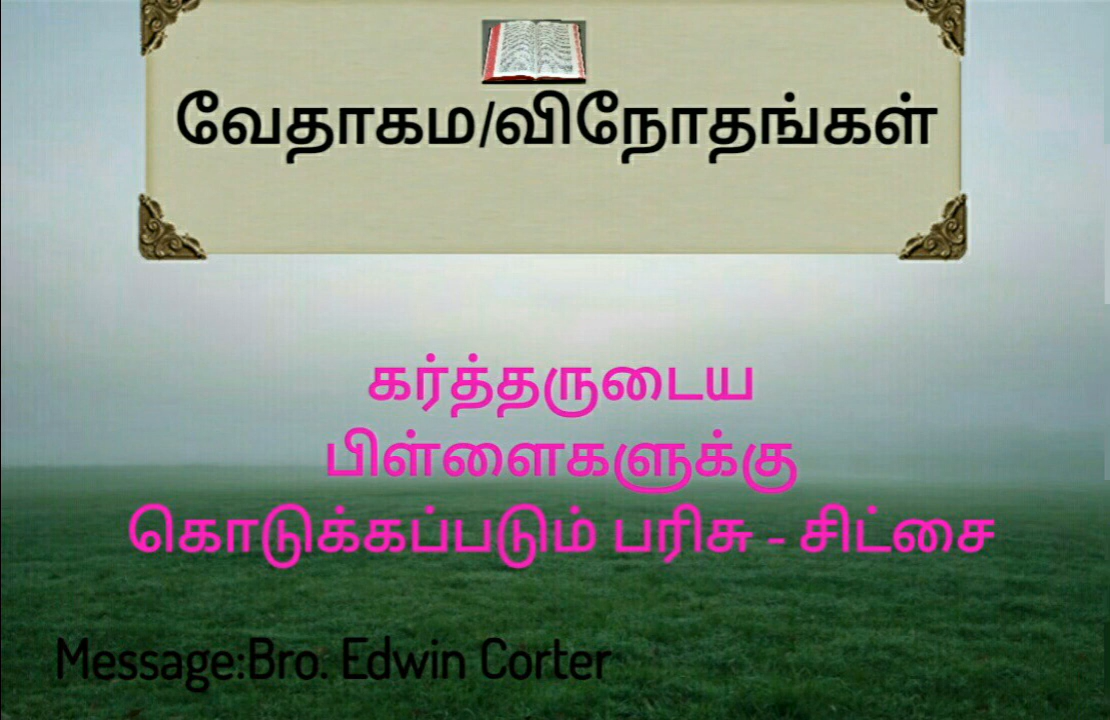 வேதாகம/விநோதங்கள்
கர்த்தருடைய
பிள்ளைகளுக்கு
கொடுக்கப்படும் பரிசு - சிட்சை
Message:Bro. Edwin Corter